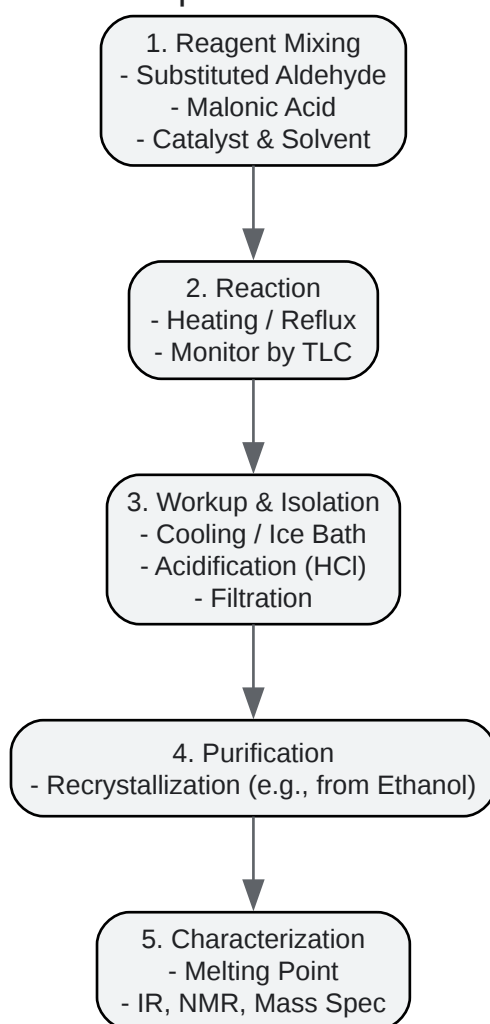 1. Reagent Mixing
- Substituted Aldehyde
- Malonic Acid
- Catalyst & Solvent
2. Reaction
- Heating / Reflux
- Monitor by TLC
3. Workup & Isolation
- Cooling / Ice Bath
- Acidification (HCl)
- Filtration
4. Purification
- Recrystallization (e.g., from Ethanol)
5. Characterization
- Melting Point
- IR, NMR, Mass Spec